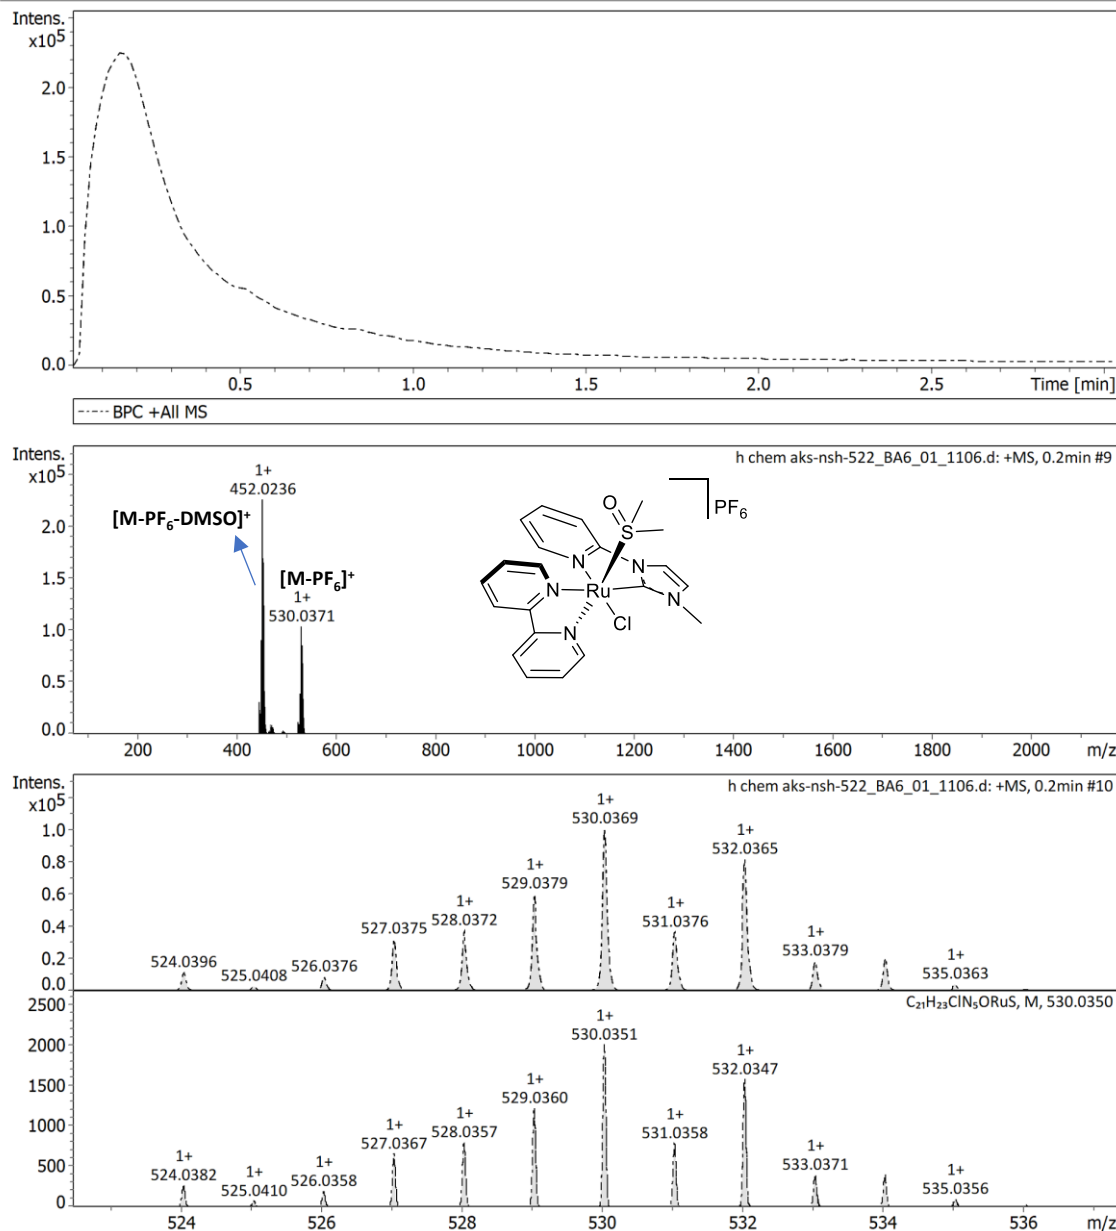 Intens.
x10⁵
2.0
1.5
1.0
0.5
0.0
0.5 1.0 1.5 2.0 2.5 Time [min]
BPC +All MS
Intens.
x10⁵
h chem aks-nsh-522_BA6_01_1106.d: +MS, 0.2min #9
1+
452.0236
[M-PF₆-DMSO]⁺
[M-PF₆]⁺
1+
530.0371
2.0
1.5
1.0
0.5
0.0
O
S
PF₆
N
N
N
Ru
N
N
Cl
200 400 600 800 1000 1200 1400 1600 1800 2000 m/z
Intens.
x10⁵
h chem aks-nsh-522_BA6_01_1106.d: +MS, 0.2min #10
1.0
0.8
0.6
0.4
0.2
0.0
524.0396
525.0408
526.0376
527.0375
1+
528.0372
1+
529.0379
1+
530.0369
1+
531.0376
1+
532.0365
1+
533.0379
1+
535.0363
C₂₁H₂₃ClN₅ORuS, M, 530.0350
2500
2000
1500
1000
500
0
1+
524.0382
1+
525.0410
1+
526.0358
1+
527.0367
1+
528.0357
1+
529.0360
1+
530.0351
1+
531.0358
1+
532.0347
1+
533.0371
1+
535.0356
524 526 528 530 532 534 536 m/z